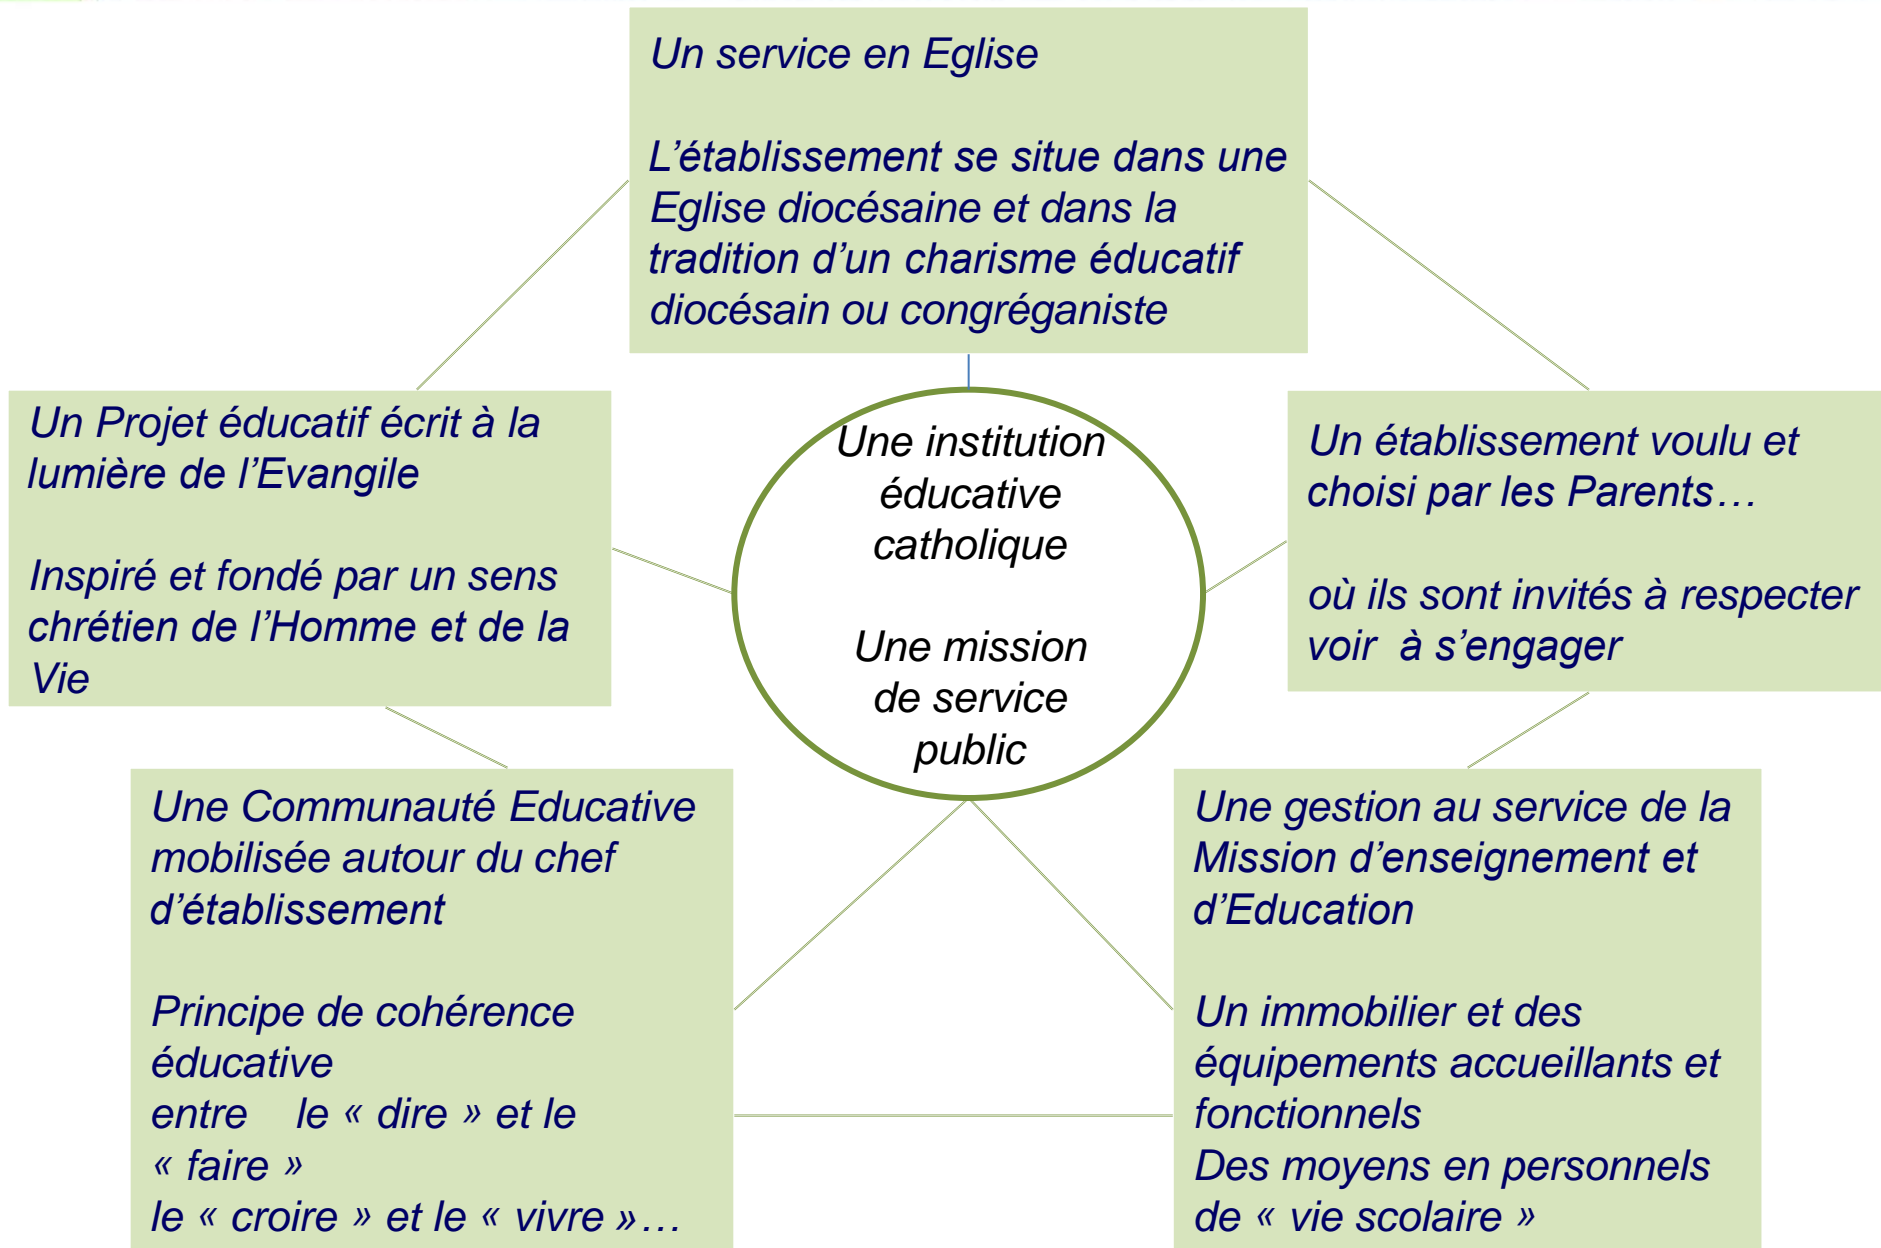 Un service en Eglise
L’établissement se situe dans une
Eglise diocésaine et dans la
tradition d’un charisme éducatif
diocésain ou congréganiste
Un Projet éducatif écrit à la
lumière de l’Evangile
Inspiré et fondé par un sens
chrétien de l’Homme et de la
Vie
Une institution
éducative
catholique
Une mission
de service
public
Un établissement voulu et
choisi par les Parents…
où ils sont invités à respecter
voir à s’engager
Une Communauté Educative
mobilisée autour du chef
d’établissement
Principe de cohérence
éducative
entre le « dire » et le
« faire »
le « croire » et le « vivre »…
Une gestion au service de la
Mission d’enseignement et
d’Education
Un immobilier et des
équipements accueillants et
fonctionnels
Des moyens en personnels
de « vie scolaire »